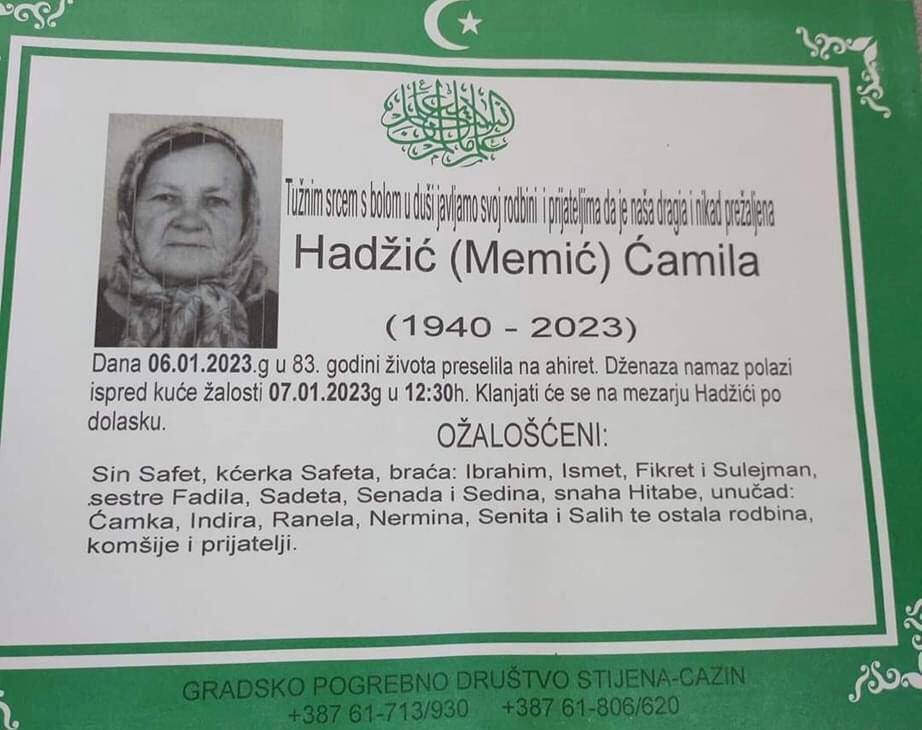 Tužnim srcem s bolom u duši javljamo svoj rodbini i prijateljima da je naša dragja i nikad prežaljena
Hadžić (Memić) Ćamila
(1940 - 2023)
Dana 06.01.2023.g u 83. godini života preselila na ahiret. Dženaza namaz polazi
ispred kuće žalosti 07.01.2023g u 12:30h. Klanjati će se na mezarju Hadžići po
dolasku.
OŽALOŠĆENI:
Sin Safet, kćerka Safeta, braća: Ibrahim, Ismet, Fikret i Sulejman,
sestre Fadila, Sadeta, Senada i Sedina, snaha Hitabe, unučad:
Ćamka, Indira, Ranela, Nermina, Senita i Salih te ostala rodbina,
komšije i prijatelji.
GRADSKO POGREBNO DRUŠTVO STIJENA-CAZIN
+387 61-713/930 +387 61-806/620